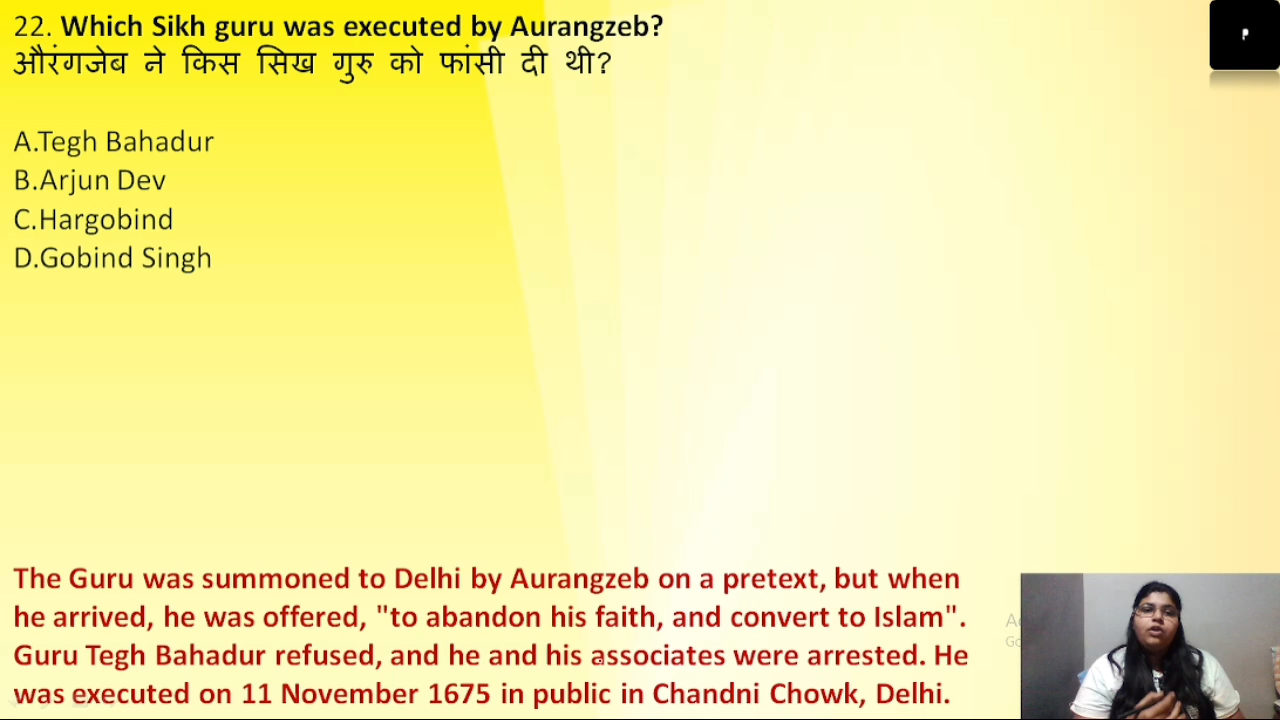 22. Which Sikh guru was executed by Aurangzeb?
औरंगजेब ने किस सिख गुरु को फांसी दी थी?
A.Tegh Bahadur
B.Arjun Dev
C.Hargobind
D.Gobind Singh
The Guru was summoned to Delhi by Aurangzeb on a pretext, but when
he arrived, he was offered, "to abandon his faith, and convert to Islam".
Guru Tegh Bahadur refused, and he and his associates were arrested. He
was executed on 11 November 1675 in public in Chandni Chowk, Delhi.